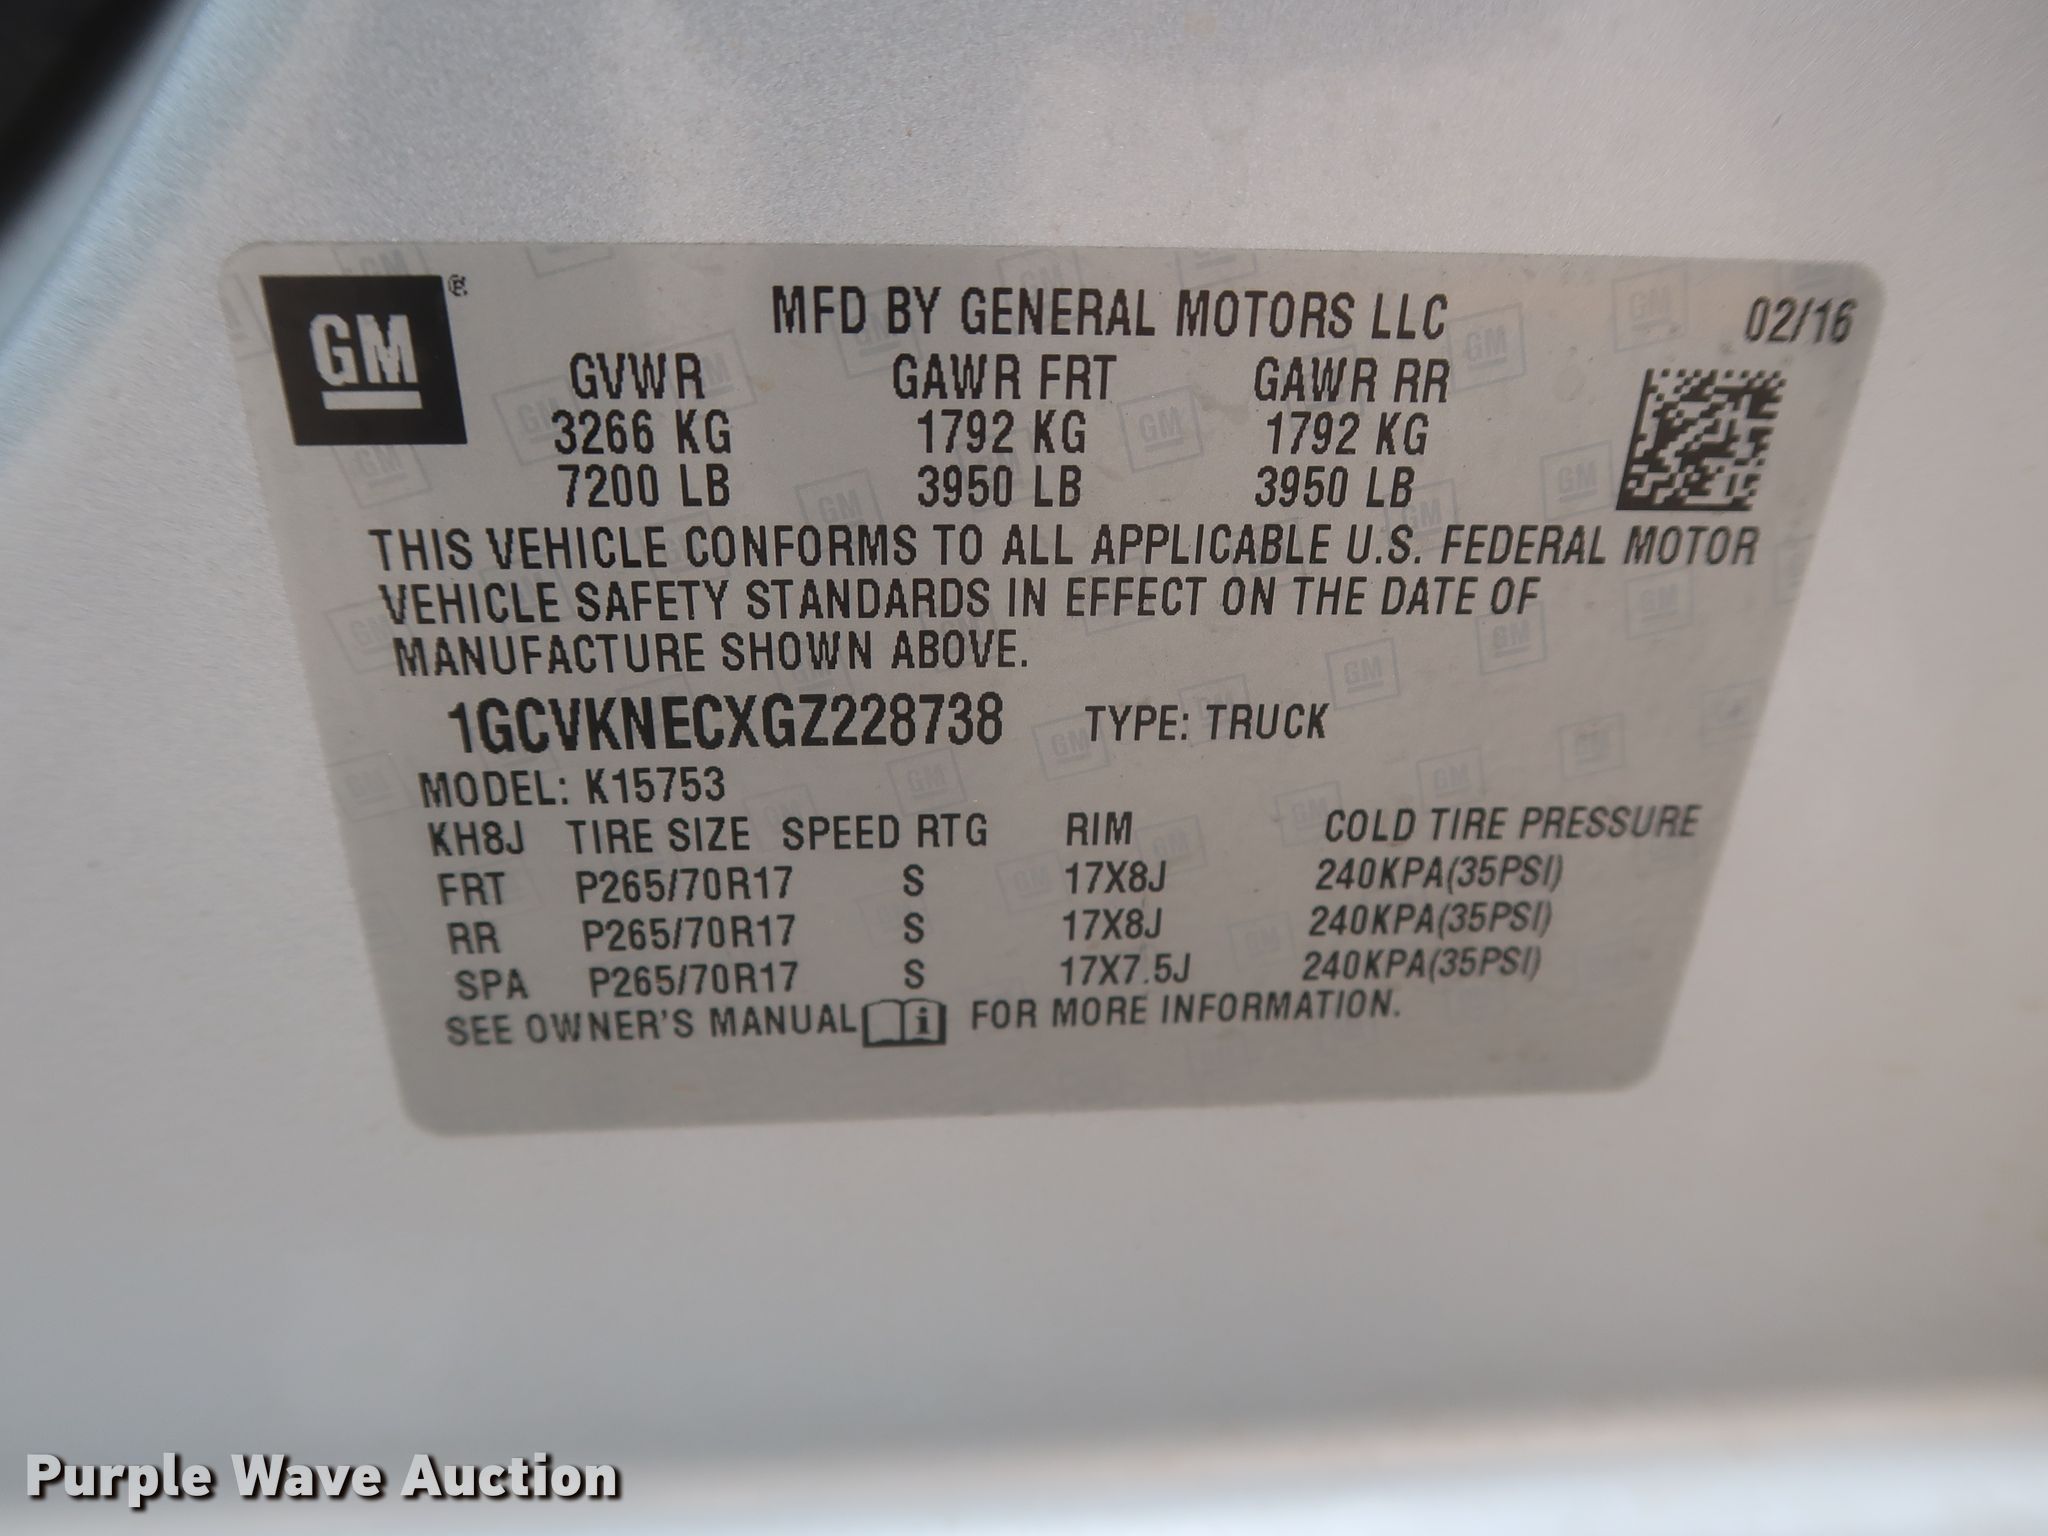 GM®
MFD BY GENERAL MOTORS LLC 02/16
GVWR GAWR FRT GAWR RR
3266 KG 1792 KG 1792 KG
7200 LB 3950 LB 3950 LB
THIS VEHICLE CONFORMS TO ALL APPLICABLE U.S. FEDERAL MOTOR
VEHICLE SAFETY STANDARDS IN EFFECT ON THE DATE OF
MANUFACTURE SHOWN ABOVE.
1GCVKNECXGZ228738 TYPE: TRUCK
MODEL: K15753
KH8J TIRE SIZE SPEED RTG RIM COLD TIRE PRESSURE
FRT P265/70R17 S 17X8J 240KPA(35PSI)
RR P265/70R17 S 17X8J 240KPA(35PSI)
SPA P265/70R17 S 17X7.5J 240KPA(35PSI)
SEE OWNER'S MANUAL i FOR MORE INFORMATION.
Purple Wave Auction